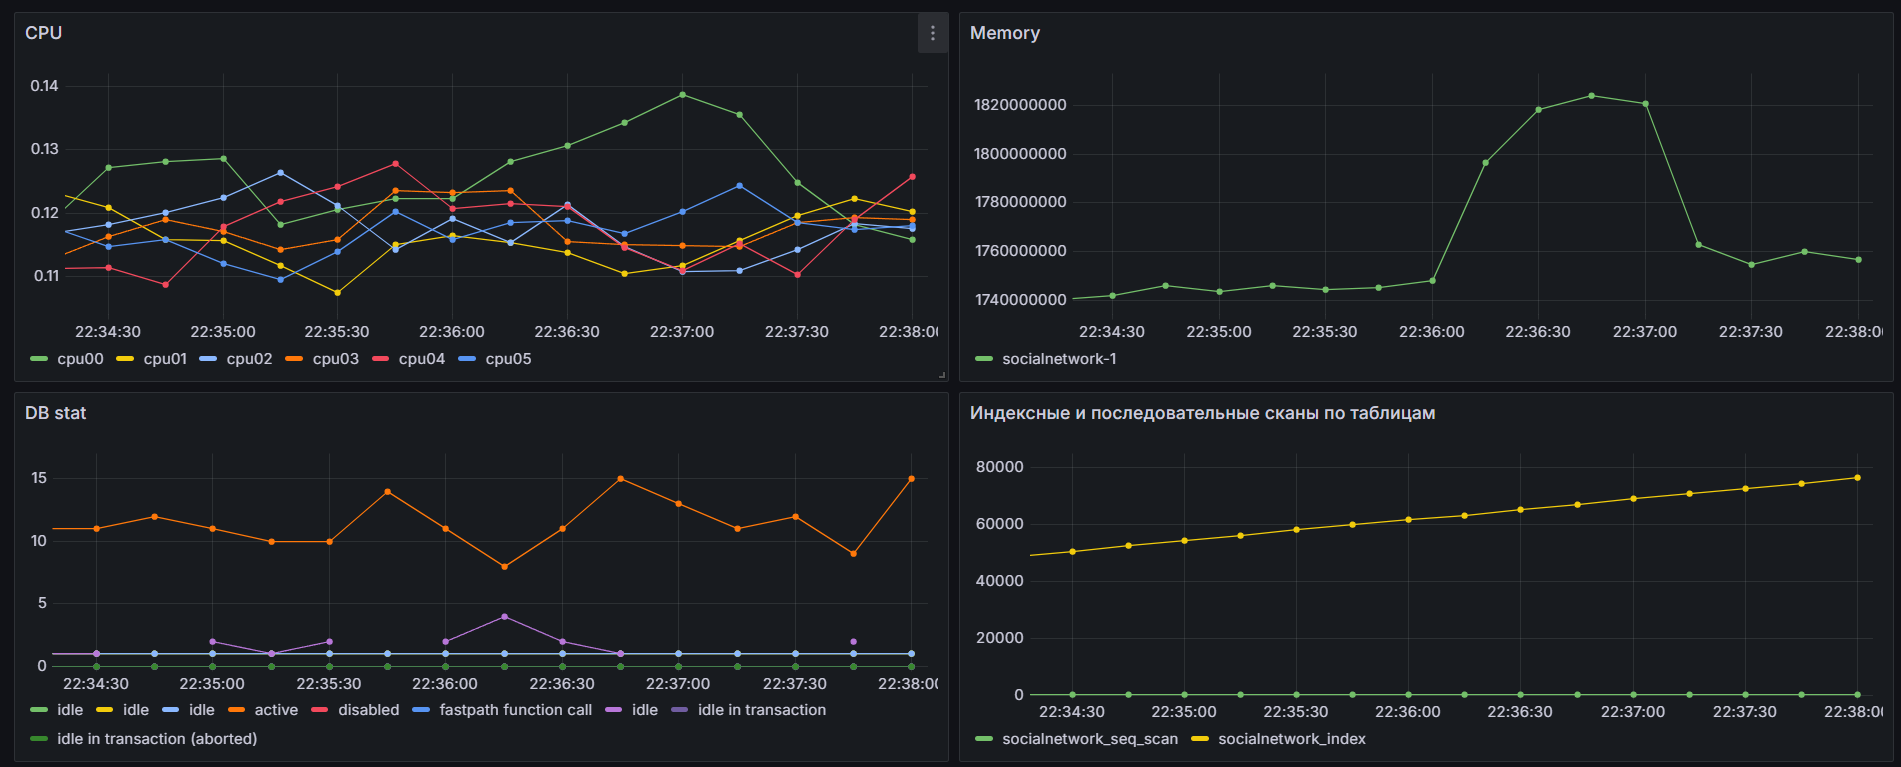 CPU
0.14
0.13
0.12
0.11
22:34:30 22:35:00 22:35:30 22:36:00 22:36:30 22:37:00 22:37:30 22:38:0
cpu00 cpu01 cpu02 cpu03 cpu04 cpu05
Memory
1820000000
1800000000
1780000000
1760000000
1740000000
22:34:30 22:35:00 22:35:30 22:36:00 22:36:30 22:37:00 22:37:30 22:38:0
socialnetwork-1
DB stat
15
10
5
0
22:34:30 22:35:00 22:35:30 22:36:00 22:36:30 22:37:00 22:37:30 22:38:0
idle idle idle active disabled fastpath function call idle idle in transaction
idle in transaction (aborted)
Индексные и последовательные сканы по таблицам
80000
60000
40000
20000
0
22:34:30 22:35:00 22:35:30 22:36:00 22:36:30 22:37:00 22:37:30 22:38:0
socialnetwork_seq_scan socialnetwork_index